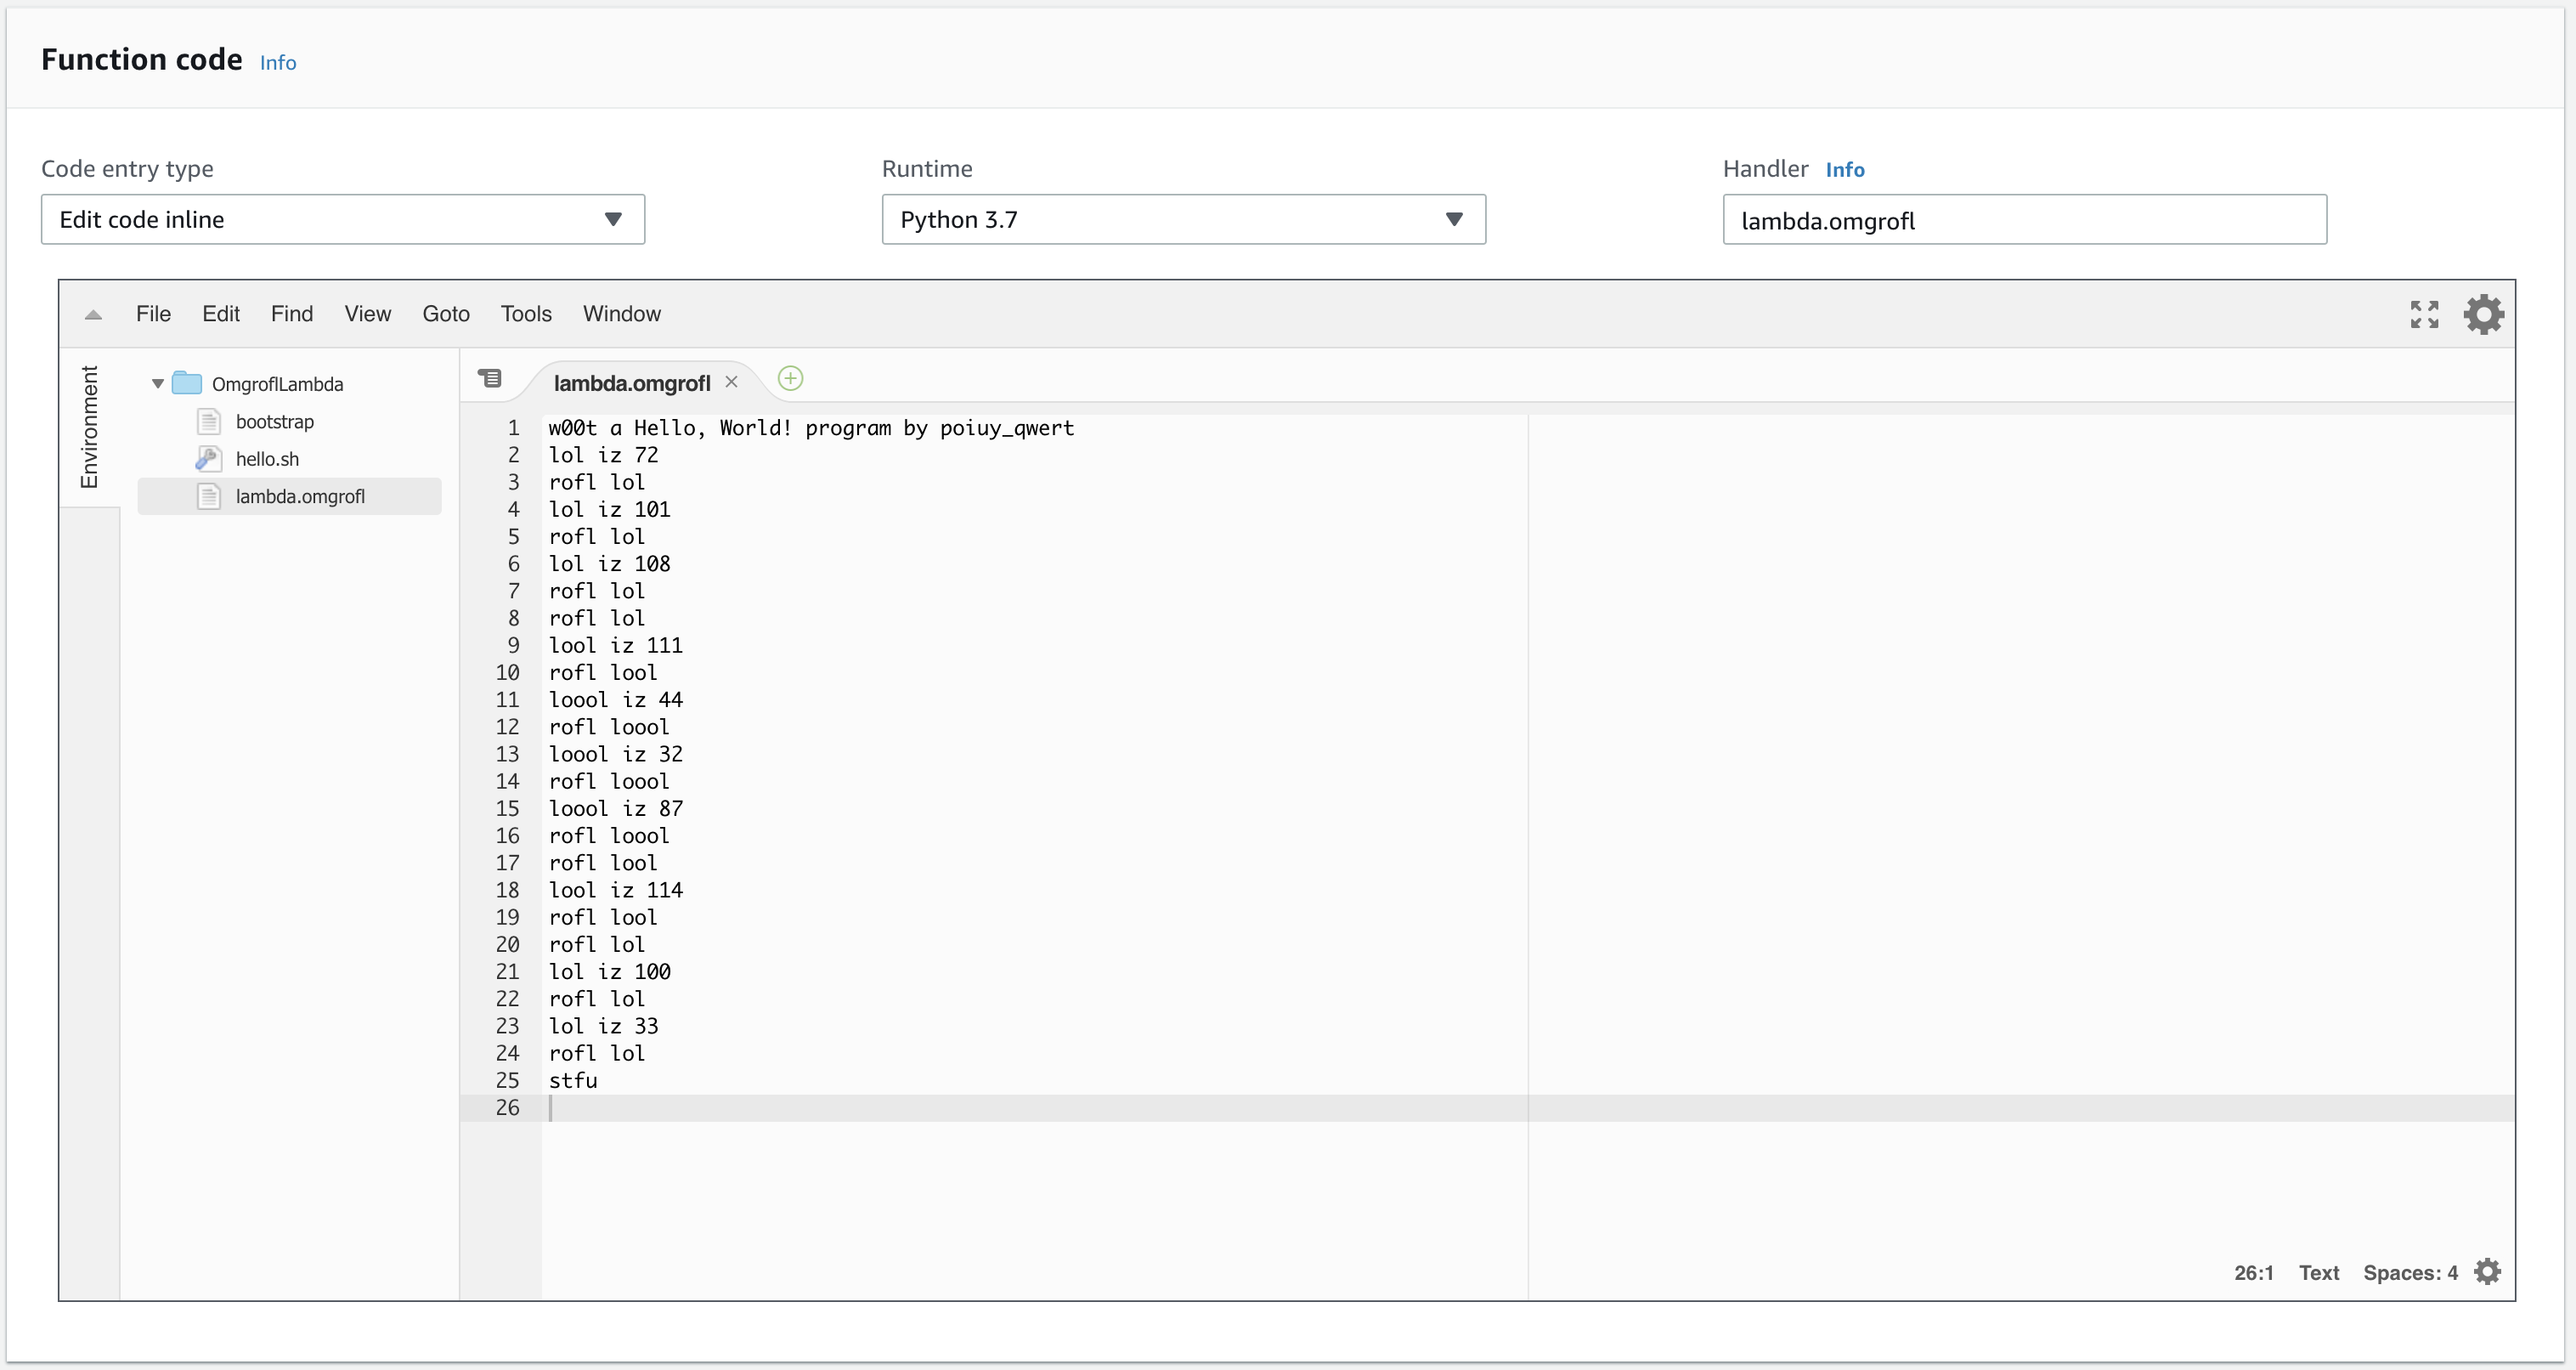 Function code Info
Code entry type
Edit code inline
Runtime
Python 3.7
Handler Info
lambda.omgrofl
File Edit Find View Goto Tools Window
Environment
OmgroflLambda
bootstrap
hello.sh
lambda.omgrofl
lambda.omgrofl
1 w00t a Hello, World! program by poiuy_qwert
2 lol iz 72
3 rofl lol
4 lol iz 101
5 rofl lol
6 lol iz 108
7 rofl lol
8 rofl lol
9 lool iz 111
10 rofl lool
11 loool iz 44
12 rofl loool
13 loool iz 32
14 rofl loool
15 loool iz 87
16 rofl loool
17 rofl lool
18 lool iz 114
19 rofl lool
20 rofl lol
21 lol iz 100
22 rofl lol
23 lol iz 33
24 rofl lol
25 stfu
26
26:1 Text Spaces: 4